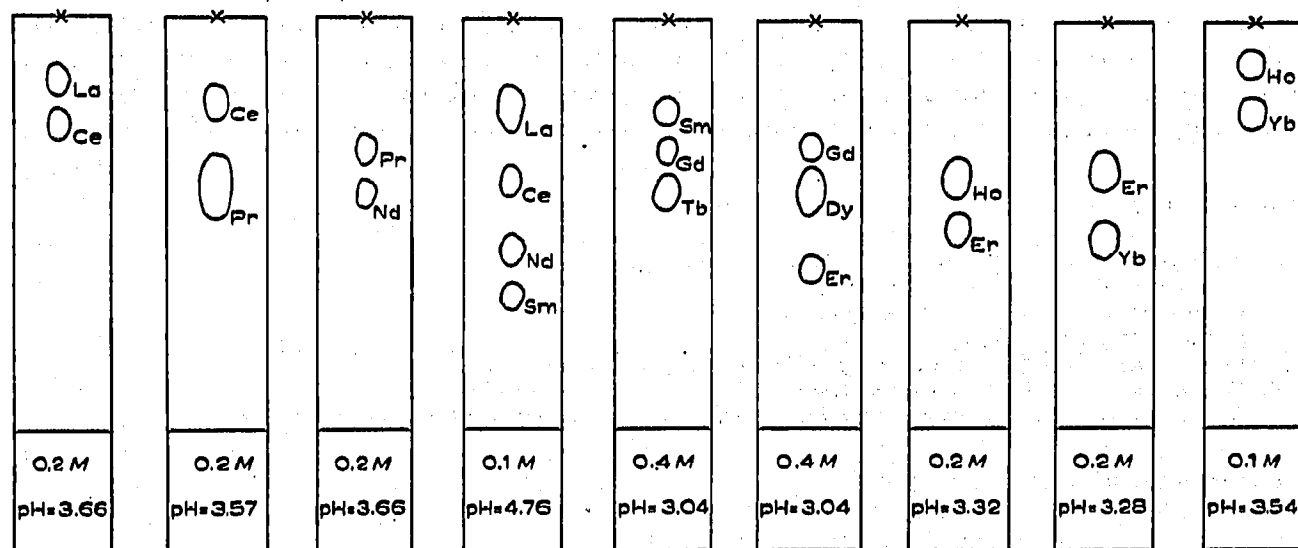 La
Ce
0.2 M
pH=3.66
Ce
Pr
0.2 M
pH=3.57
Pr
Nd
0.2 M
pH=3.66
La
Ce
Nd
Sm
0.1 M
pH=4.76
Sm
Gd
Tb
0.4 M
pH=3.04
Gd
Dy
Er
0.4 M
pH=3.04
Ho
Er
0.2 M
pH=3.32
Er
Yb
0.2 M
pH=3.28
Ho
Yb
0.1 M
pH=3.54